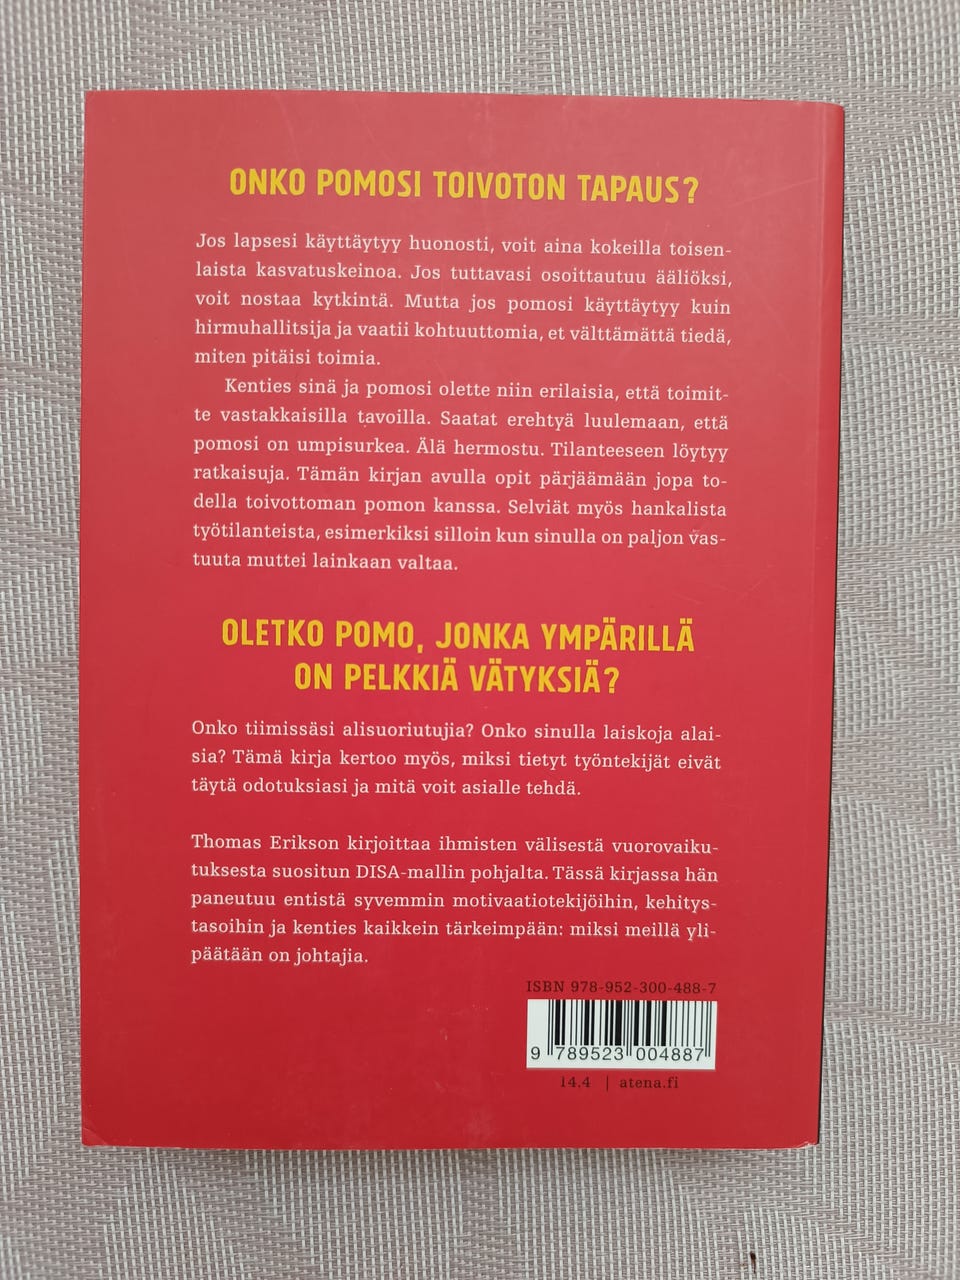 ONKO POMOSI TOIVOTON TAPAUS?
Jos lapsesi käyttäytyy huonosti, voit aina kokeilla toisen-
laista kasvatuskeinoa. Jos tuttavasi osoittautuu ääliöksi,
voit nostaa kytkintä. Mutta jos pomosi käyttäytyy kuin
hirmuhallitsija ja vaatii kohtuuttomia, et välttämättä tiedä,
miten pitäisi toimia.
Kenties sinä ja pomosi olette niin erilaisia, että toimit-
te vastakkaisilla tavoilla. Saatat erehtyä luulemaan, että
pomosi on umpisurkea. Älä hermostu. Tilanteeseen löytyy
ratkaisuja. Tämän kirjan avulla opit pärjäämään jopa to-
della toivottoman pomon kanssa. Selviät myös hankalista
työtilanteista, esimerkiksi silloin kun sinulla on paljon vas-
tuuta muttei lainkaan valtaa.
OLETKO POMO, JONKA YMPÄRILLÄ
ON PELKKIÄ VÄTYKSIÄ?
Onko tiimissäsi alisuoriutujia? Onko sinulla laiskoja alai-
sia? Tämä kirja kertoo myös, miksi tietyt työntekijät eivät
täytä odotuksiasi ja mitä voit asialle tehdä.
Thomas Erikson kirjoittaa ihmisten välisestä vuorovaiku-
tuksesta suositun DISA-mallin pohjalta. Tässä kirjassa hän
paneutuu entistä syvemmin motivaatiotekijöihin, kehitys-
tasoihin ja kenties kaikkein tärkeimpään: miksi meillä yli-
päätään on johtajia.
ISBN 978-952-300-488-7
9 789523 004887
14.4 | atena.fi